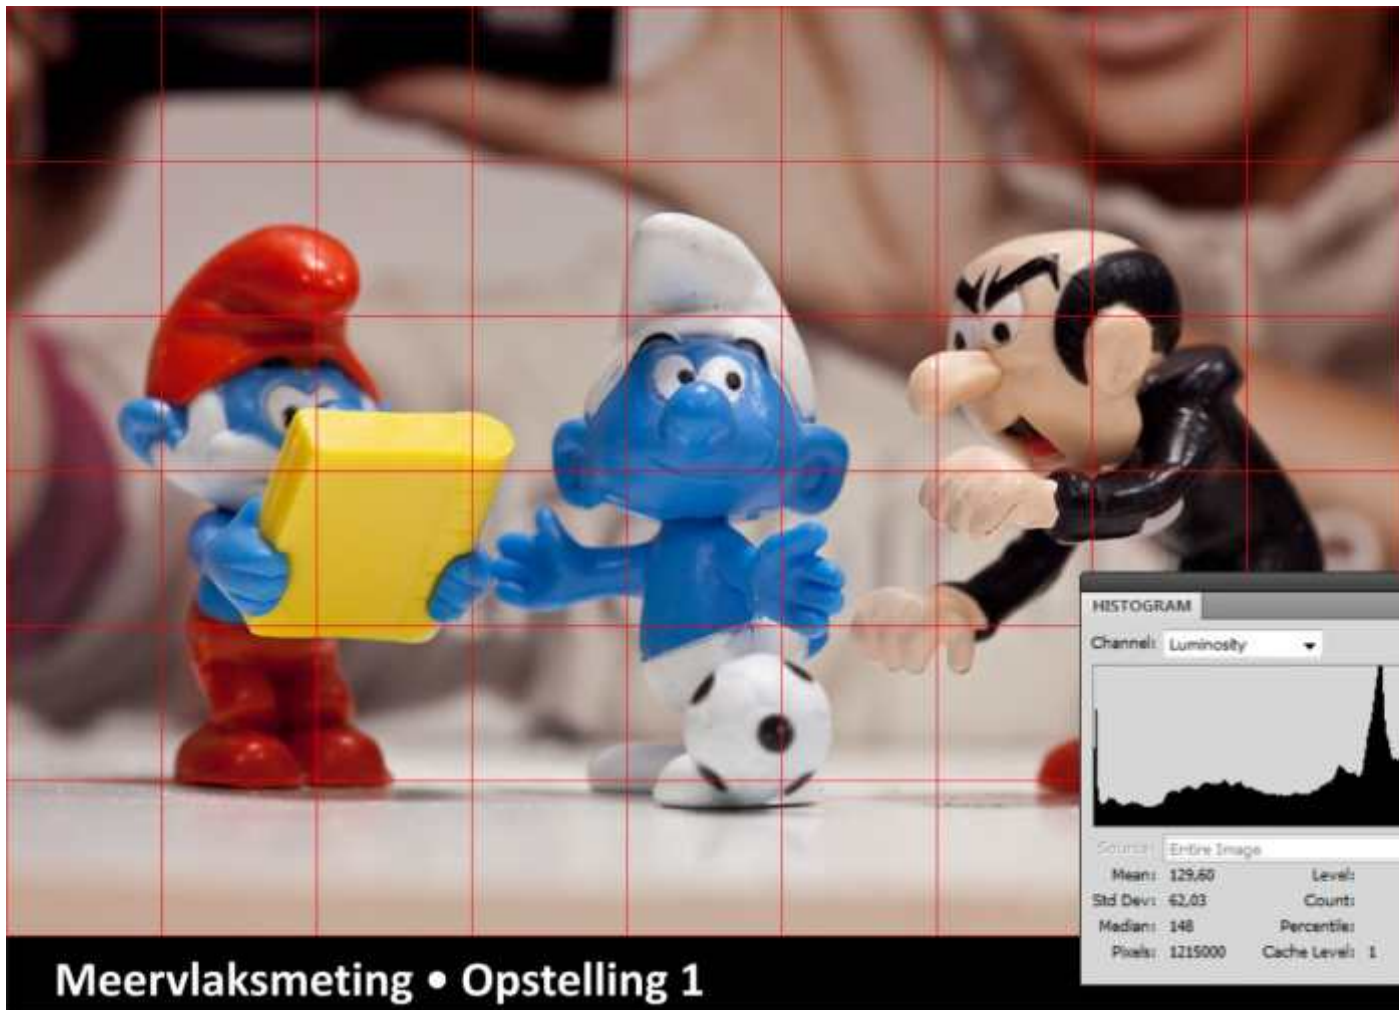 HISTOGRAM
Channel: Luminosity
Source: Entire Image
Mean: 129,60 Level:
Std Dev: 62,03 Count:
Median: 148 Percentile:
Pixels: 1215000 Cache Level: 1
Meervlaksmeting • Opstelling 1